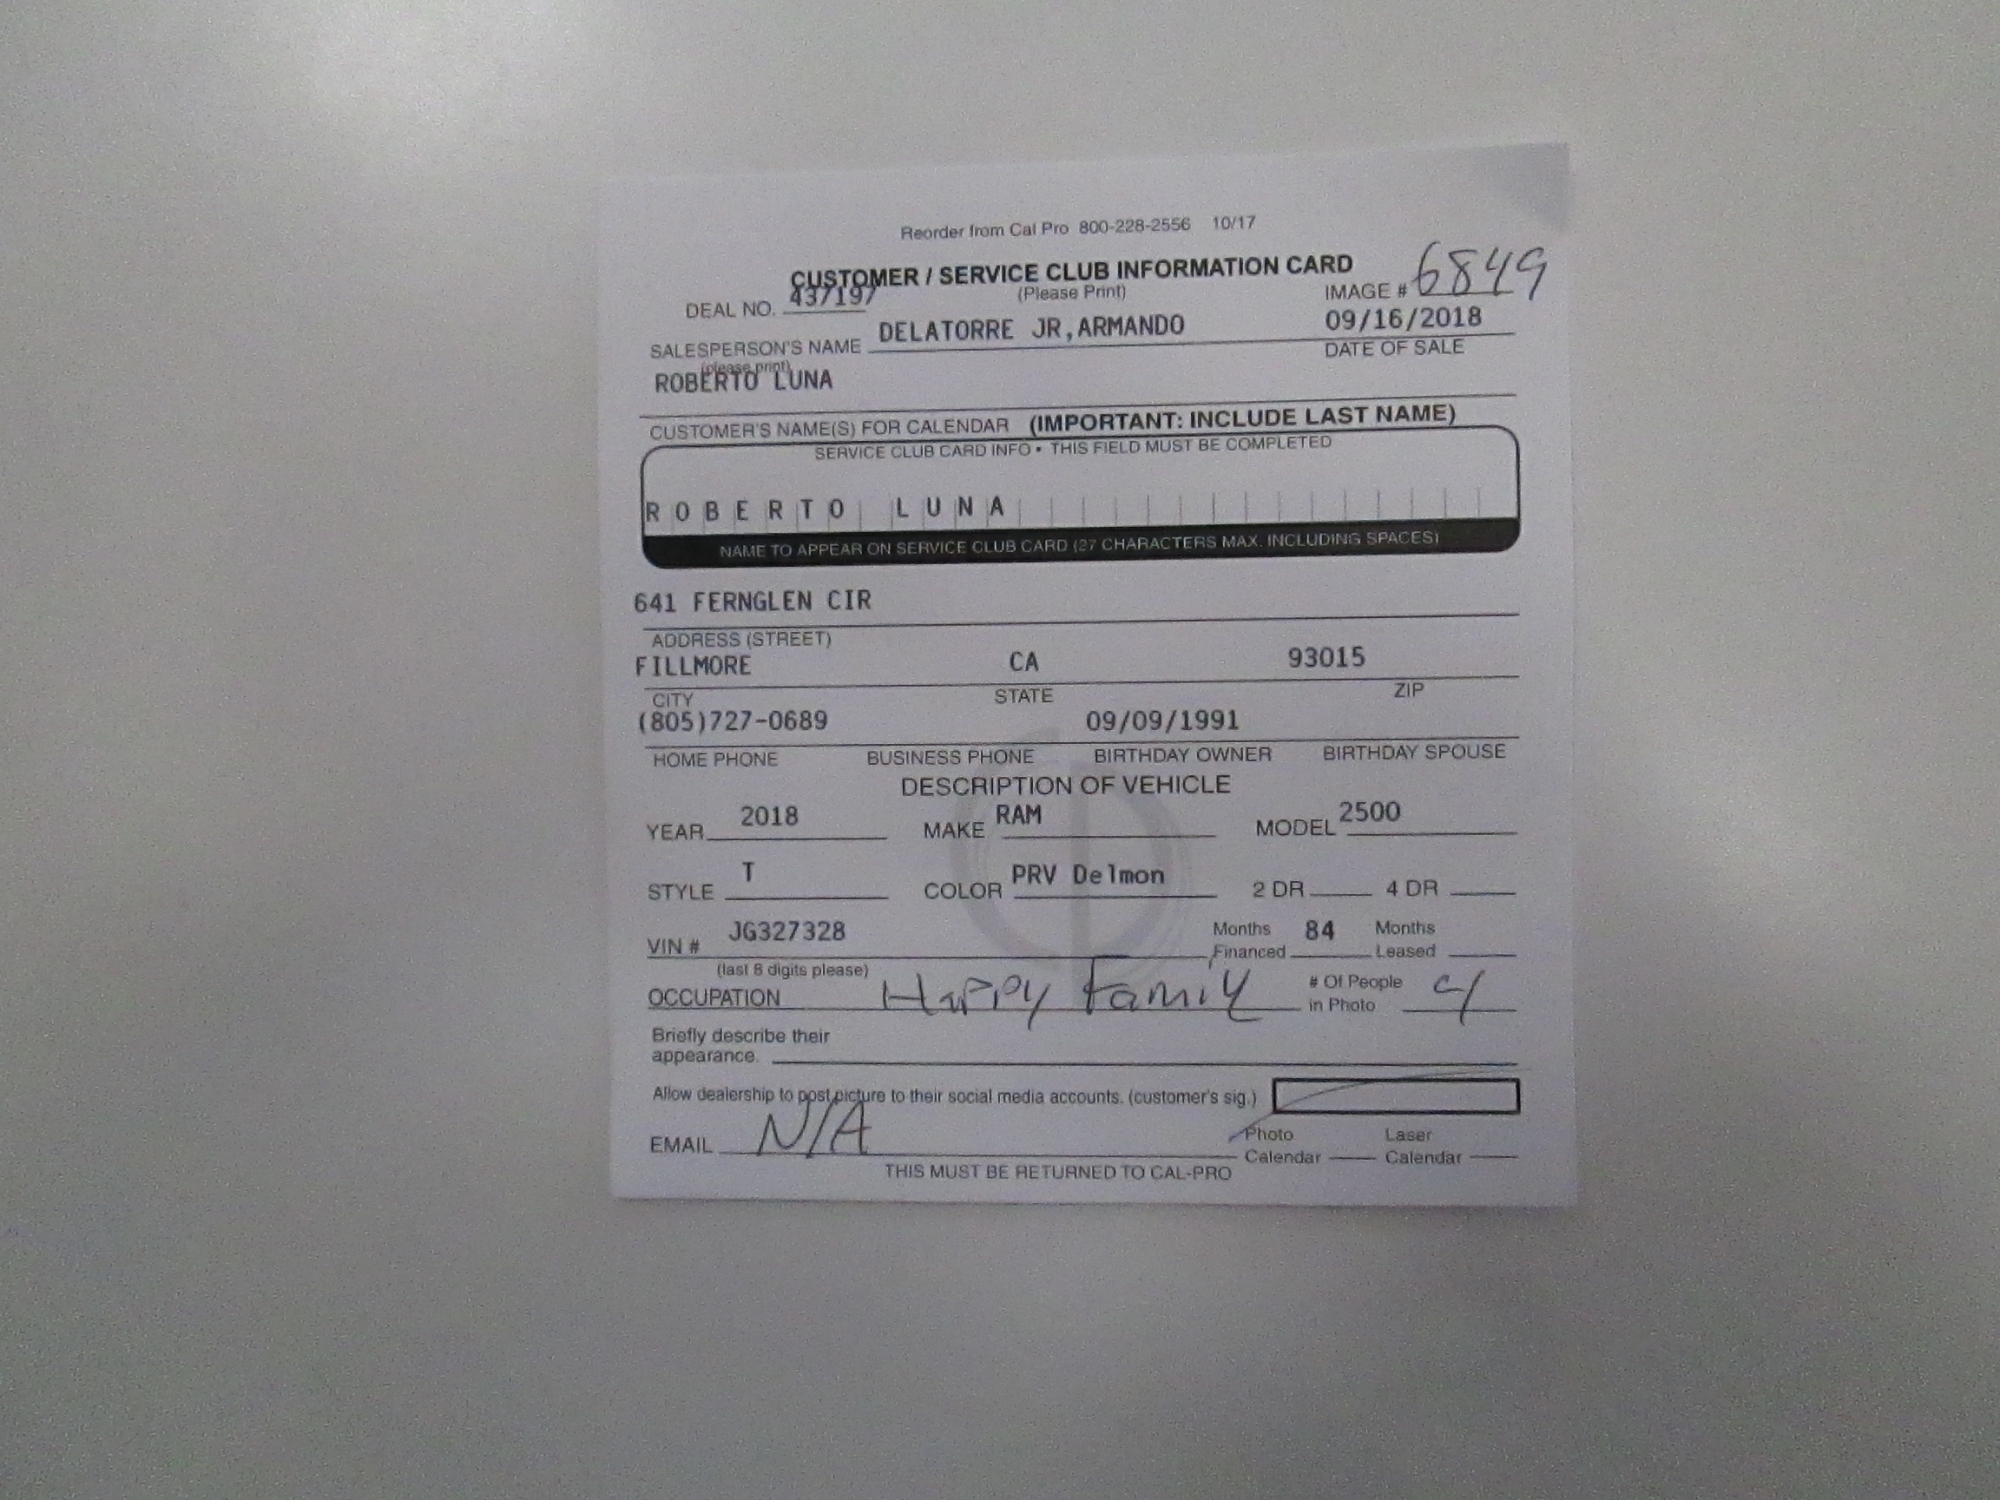 Reorder from Cal Pro 800-228-2556 10/17
CUSTOMER / SERVICE CLUB INFORMATION CARD
(Please Print)
DEAL NO. 437197
IMAGE # 6849
SALESPERSON'S NAME DELATORRE JR,ARMANDO 09/16/2018
(please print) DATE OF SALE
ROBERTO LUNA
CUSTOMER'S NAME(S) FOR CALENDAR (IMPORTANT: INCLUDE LAST NAME)
SERVICE CLUB CARD INFO • THIS FIELD MUST BE COMPLETED
ROBERTO LUNA
NAME TO APPEAR ON SERVICE CLUB CARD (27 CHARACTERS MAX. INCLUDING SPACES)
641 FERNGLEN CIR
ADDRESS (STREET)
FILLMORE CA 93015
CITY STATE ZIP
(805)727-0689 09/09/1991
HOME PHONE BUSINESS PHONE BIRTHDAY OWNER BIRTHDAY SPOUSE
DESCRIPTION OF VEHICLE
YEAR 2018 MAKE RAM MODEL 2500
STYLE T COLOR PRV Delmon 2 DR 4 DR
VIN # JG327328 Months Financed 84 Months Leased
(last 8 digits please)
OCCUPATION Happy Family # Of People in Photo 4
Briefly describe their
appearance.
Allow dealership to post picture to their social media accounts. (customer's sig.)
EMAIL N/A Photo Calendar Laser Calendar
THIS MUST BE RETURNED TO CAL-PRO